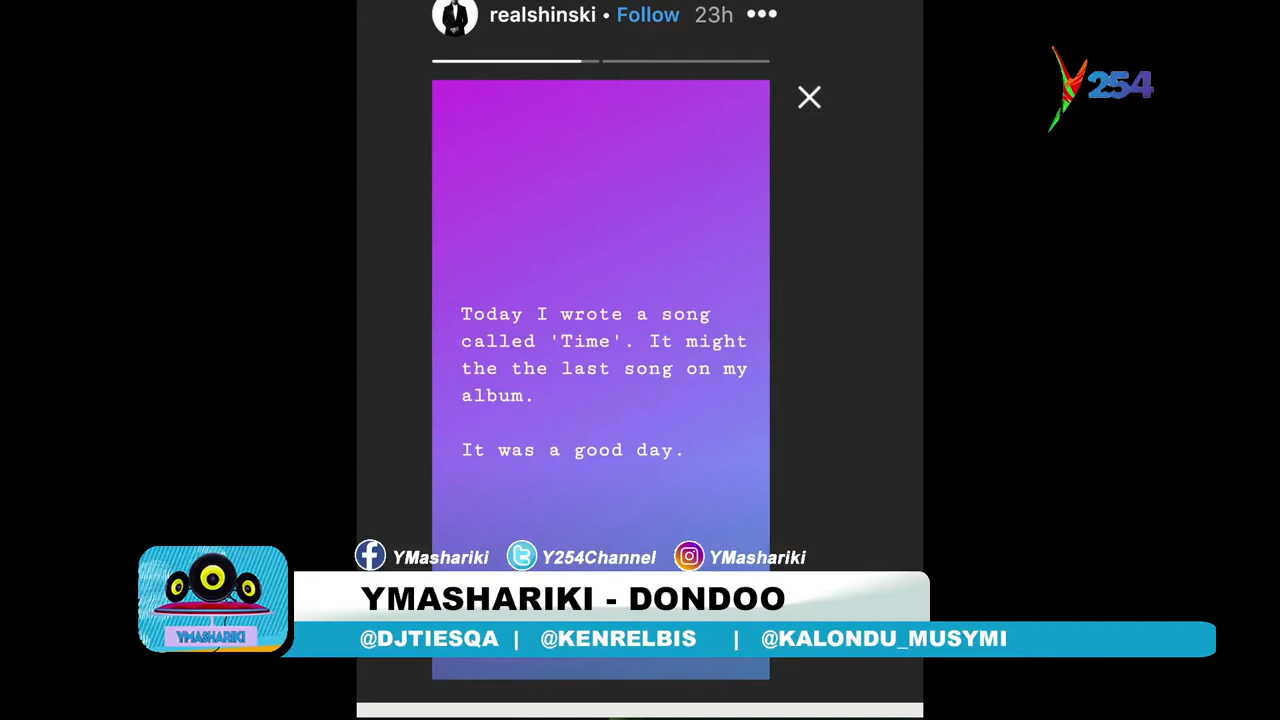 realshinski • Follow 23h •••
Y254
Today I wrote a song
called 'Time'. It might
the the last song on my
album.
It was a good day.
YMashariki Y254Channel YMashariki
YMASHARIKI - DONDOO
@DJTIESQA | @KENRELBIS | @KALONDU_MUSYMI
YMASHARIKI